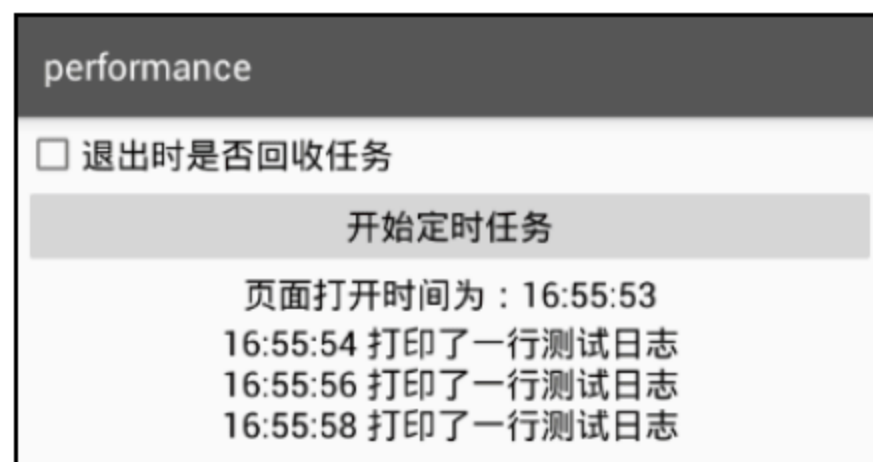 performance
退出时是否回收任务
开始定时任务
页面打开时间为：16:55:53
16:55:54 打印了一行测试日志
16:55:56 打印了一行测试日志
16:55:58 打印了一行测试日志